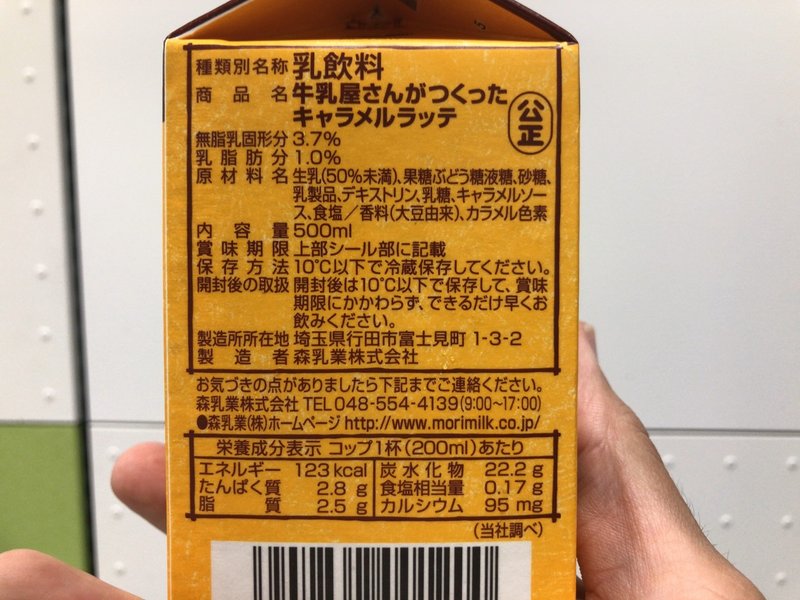 種類別名称 乳飲料
商品名 牛乳屋さんがつくった
キャラメルラッテ
公正
無脂乳固形分 3.7%
乳脂肪分 1.0%
原材料名 生乳(50%未満)、果糖ぶどう糖液糖、砂糖、
乳製品、デキストリン、乳糖、キャラメルソー
ス、食塩／香料(大豆由来)、カラメル色素
内容量 500ml
賞味期限 上部シール部に記載
保存方法 10℃以下で冷蔵保存してください。
開封後の取扱 開封後は10℃以下で保存して、賞味
期限にかかわらず、できるだけ早くお
飲みください。
製造所所在地 埼玉県行田市富士見町 1-3-2
製造者 森乳業株式会社
お気づきの点がありましたら下記までご連絡ください。
森乳業株式会社 TEL 048-554-4139(9:00~17:00)
●森乳業(株)ホームページ http://www.morimilk.co.jp/
栄養成分表示 コップ1杯(200ml)あたり
エネルギー 123 kcal 炭水化物 22.2 g
たんぱく質 2.8 g 食塩相当量 0.17 g
脂質 2.5 g カルシウム 95 mg
(当社調べ)